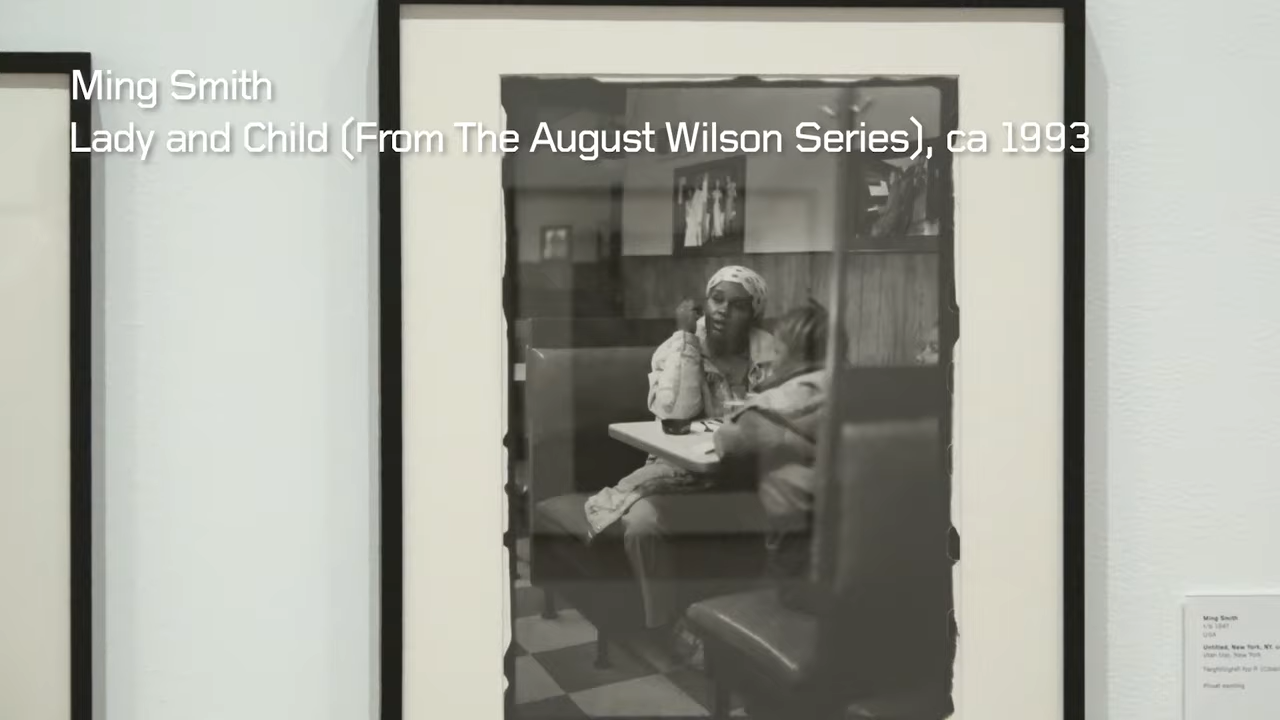 Ming Smith
Lady and Child (From The August Wilson Series), ca 1993
Ming Smith
USA
Untitled, New York, NY